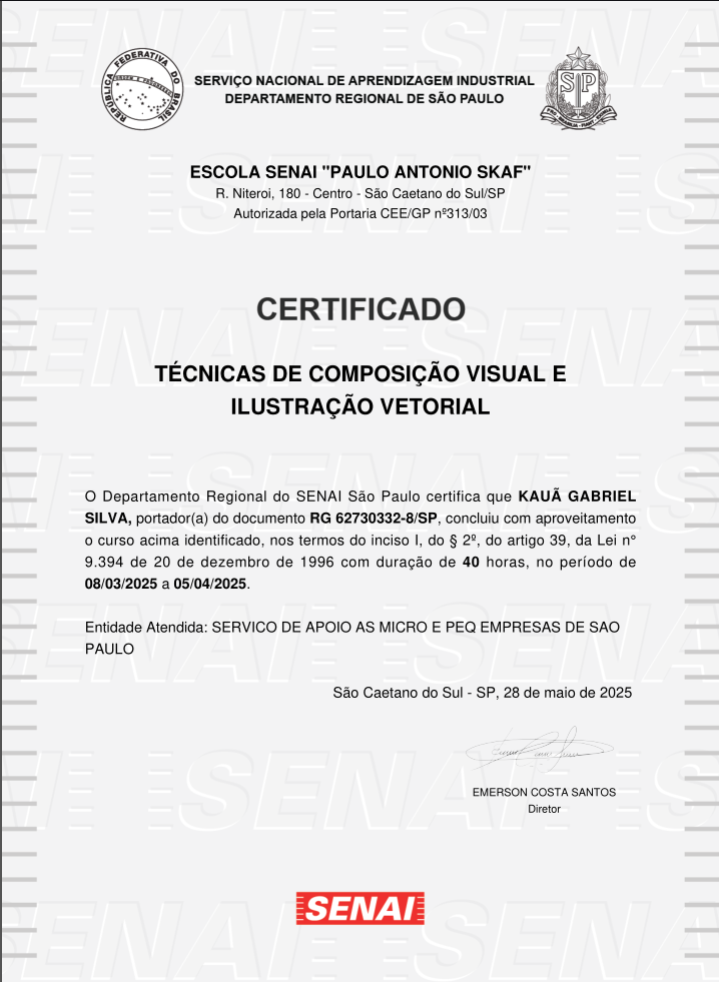 REPÚBLICA FEDERATIVA DO BRASIL
SERVIÇO NACIONAL DE APRENDIZAGEM INDUSTRIAL
DEPARTAMENTO REGIONAL DE SÃO PAULO
SP
ESCOLA SENAI "PAULO ANTONIO SKAF"
R. Niteroi, 180 - Centro - São Caetano do Sul/SP
Autorizada pela Portaria CEE/GP nº313/03
CERTIFICADO
TÉCNICAS DE COMPOSIÇÃO VISUAL E
ILUSTRAÇÃO VETORIAL
O Departamento Regional do SENAI São Paulo certifica que KAUÃ GABRIEL
SILVA, portador(a) do documento RG 62730332-8/SP, concluiu com aproveitamento
o curso acima identificado, nos termos do inciso I, do § 2º, do artigo 39, da Lei n°
9.394 de 20 de dezembro de 1996 com duração de 40 horas, no período de
08/03/2025 a 05/04/2025.
Entidade Atendida: SERVICO DE APOIO AS MICRO E PEQ EMPRESAS DE SAO
PAULO
São Caetano do Sul - SP, 28 de maio de 2025
EMERSON COSTA SANTOS
Diretor
SENAI